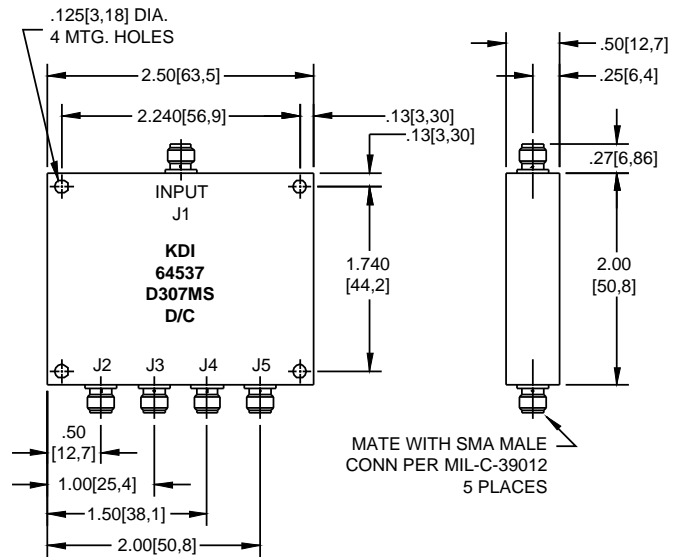 .125[3,18] DIA.
4 MTG. HOLES
2.50[63,5]
2.240[56,9]
.13[3,30]
.13[3,30]
INPUT
J1
KDI
64537
D307MS
D/C
1.740
[44,2]
J2 J3 J4 J5
.50
[12,7]
1.00[25,4]
1.50[38,1]
2.00[50,8]
.50[12,7]
.25[6,4]
.27[6,86]
2.00
[50,8]
MATE WITH SMA MALE
CONN PER MIL-C-39012
5 PLACES